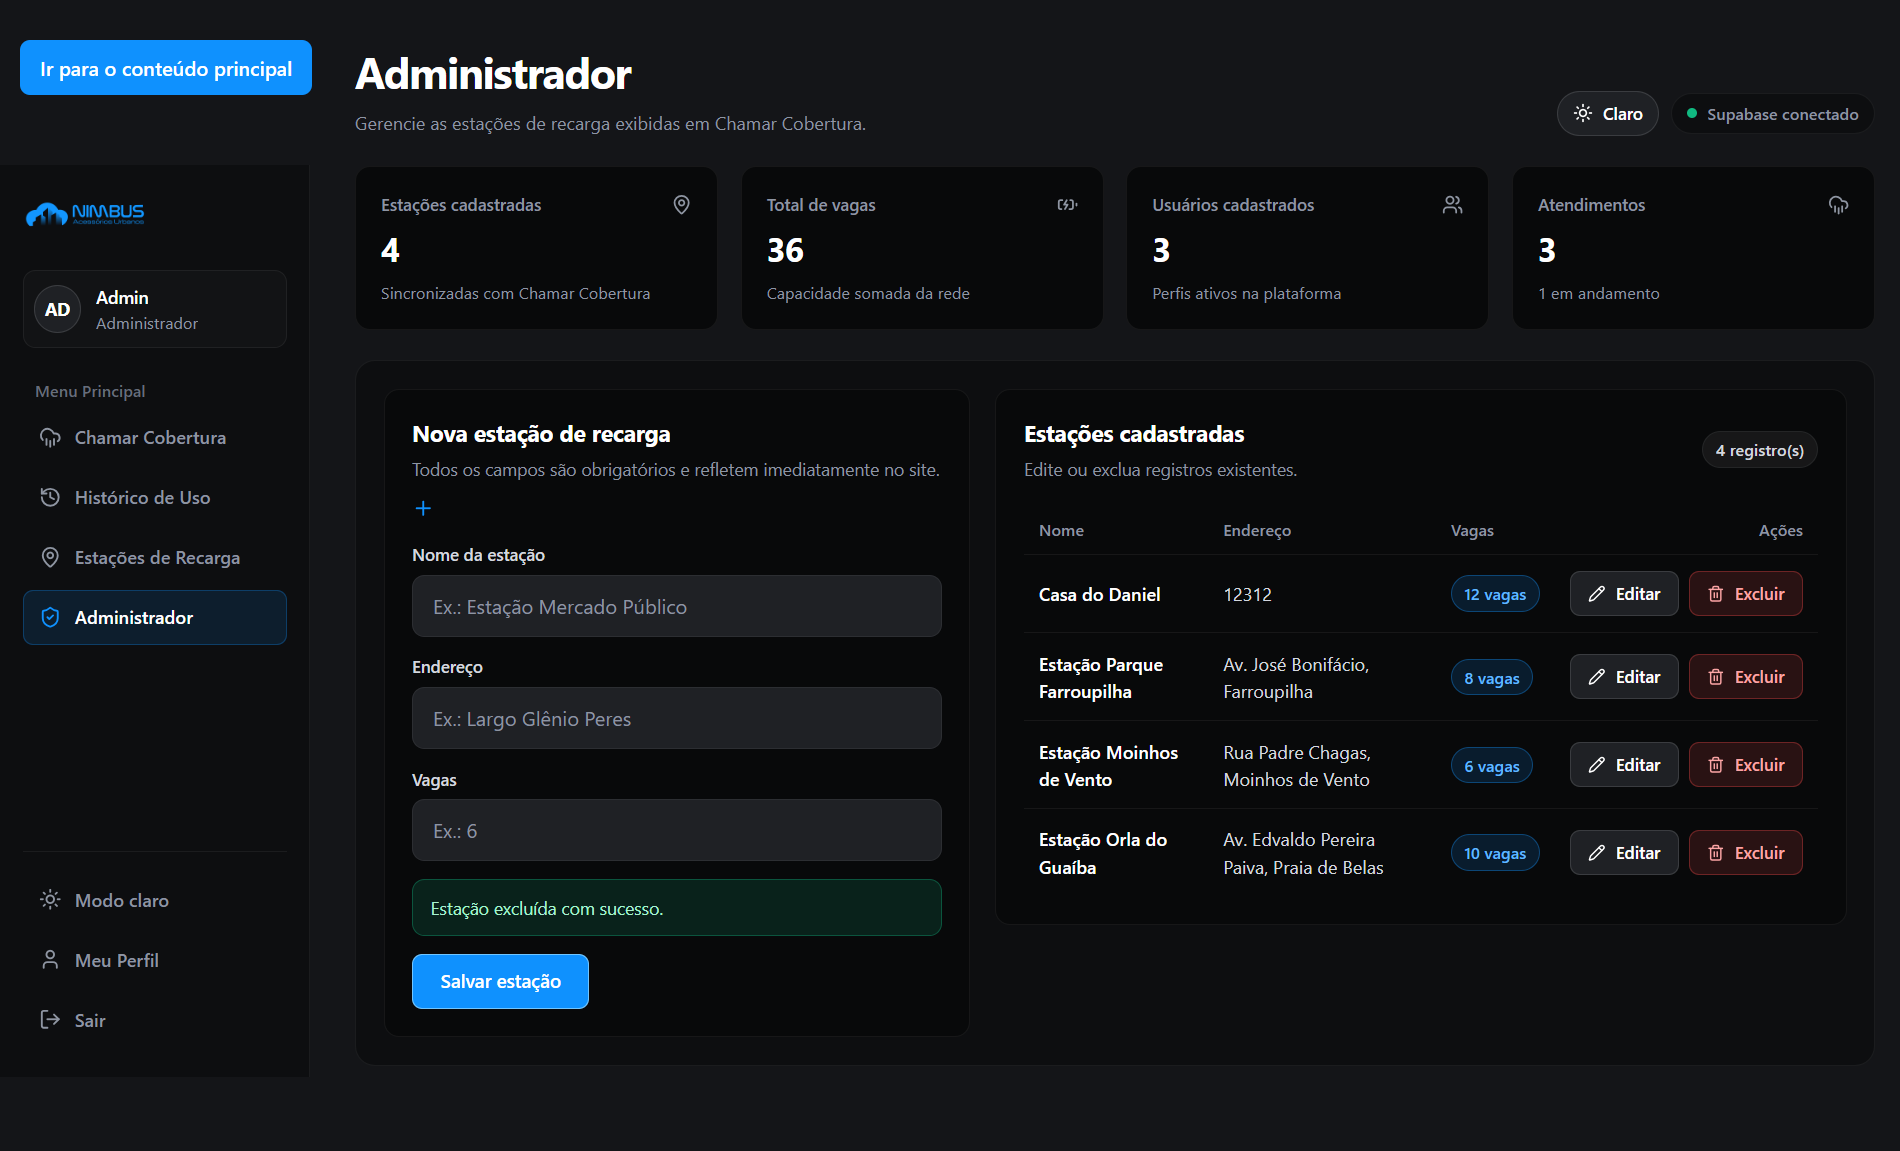 Ir para o conteúdo principal
NIMBUS
Acessórios Urbanos
AD
Admin
Administrador
Menu Principal
Chamar Cobertura
Histórico de Uso
Estações de Recarga
Administrador
Modo claro
Meu Perfil
Sair
Administrador
Gerencie as estações de recarga exibidas em Chamar Cobertura.
Claro
Supabase conectado
Estações cadastradas
4
Sincronizadas com Chamar Cobertura
Total de vagas
36
Capacidade somada da rede
Usuários cadastrados
3
Perfis ativos na plataforma
Atendimentos
3
1 em andamento
Nova estação de recarga
Todos os campos são obrigatórios e refletem imediatamente no site.
Nome da estação
Ex.: Estação Mercado Público
Endereço
Ex.: Largo Glênio Peres
Vagas
Ex.: 6
Estação excluída com sucesso.
Salvar estação
Estações cadastradas
Edite ou exclua registros existentes.
4 registro(s)
Nome Endereço Vagas Ações
Casa do Daniel 12312 12 vagas Editar Excluir
Estação Parque Av. José Bonifácio,
Farroupilha Farroupilha
8 vagas Editar Excluir
Estação Moinhos Rua Padre Chagas,
de Vento Moinhos de Vento
6 vagas Editar Excluir
Estação Orla do Av. Edvaldo Pereira
Guaíba Paiva, Praia de Belas
10 vagas Editar Excluir